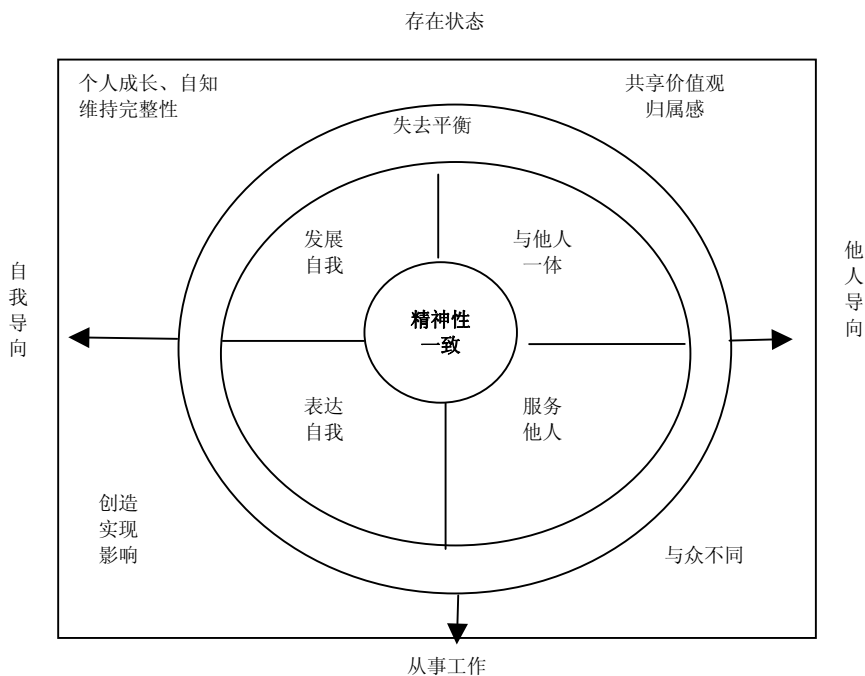 存在状态
个人成长、自知
维持完整性
共享价值观
归属感
失去平衡
发展
自我
与他人
一体
自我导向
他人导向
精神性
一致
表达
自我
服务
他人
创造
实现
影响
与众不同
从事工作